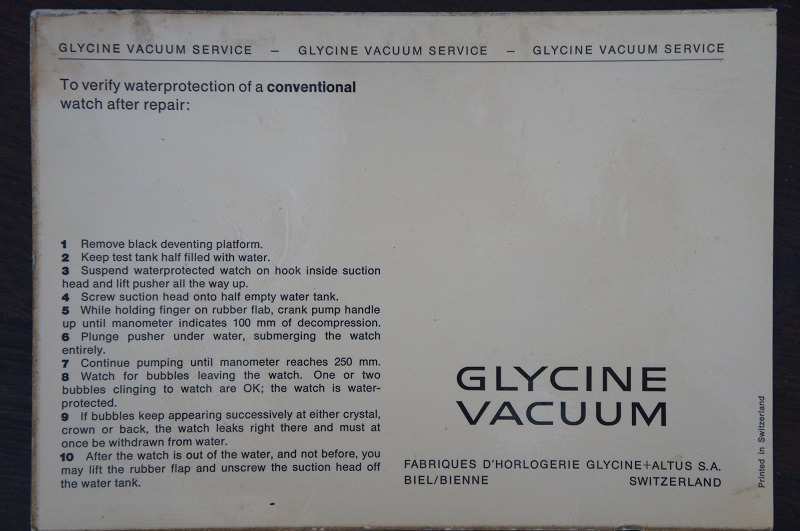 GLYCINE VACUUM SERVICE – GLYCINE VACUUM SERVICE – GLYCINE VACUUM SERVICE
To verify waterprotection of a conventional
watch after repair:
1 Remove black deventing platform.
2 Keep test tank half filled with water.
3 Suspend waterprotected watch on hook inside suction
head and lift pusher all the way up.
4 Screw suction head onto half empty water tank.
5 While holding finger on rubber flab, crank pump handle
up until manometer indicates 100 mm of decompression.
6 Plunge pusher under water, submerging the watch
entirely.
7 Continue pumping until manometer reaches 250 mm.
8 Watch for bubbles leaving the watch. One or two
bubbles clinging to watch are OK; the watch is water-
protected.
9 If bubbles keep appearing successively at either crystal,
crown or back, the watch leaks right there and must at
once be withdrawn from water.
10 After the watch is out of the water, and not before, you
may lift the rubber flap and unscrew the suction head off
the water tank.
GLYCINE
VACUUM
FABRIQUES D'HORLOGERIE GLYCINE+ALTUS S.A.
BIEL/BIENNE SWITZERLAND
Printed in Switzerland